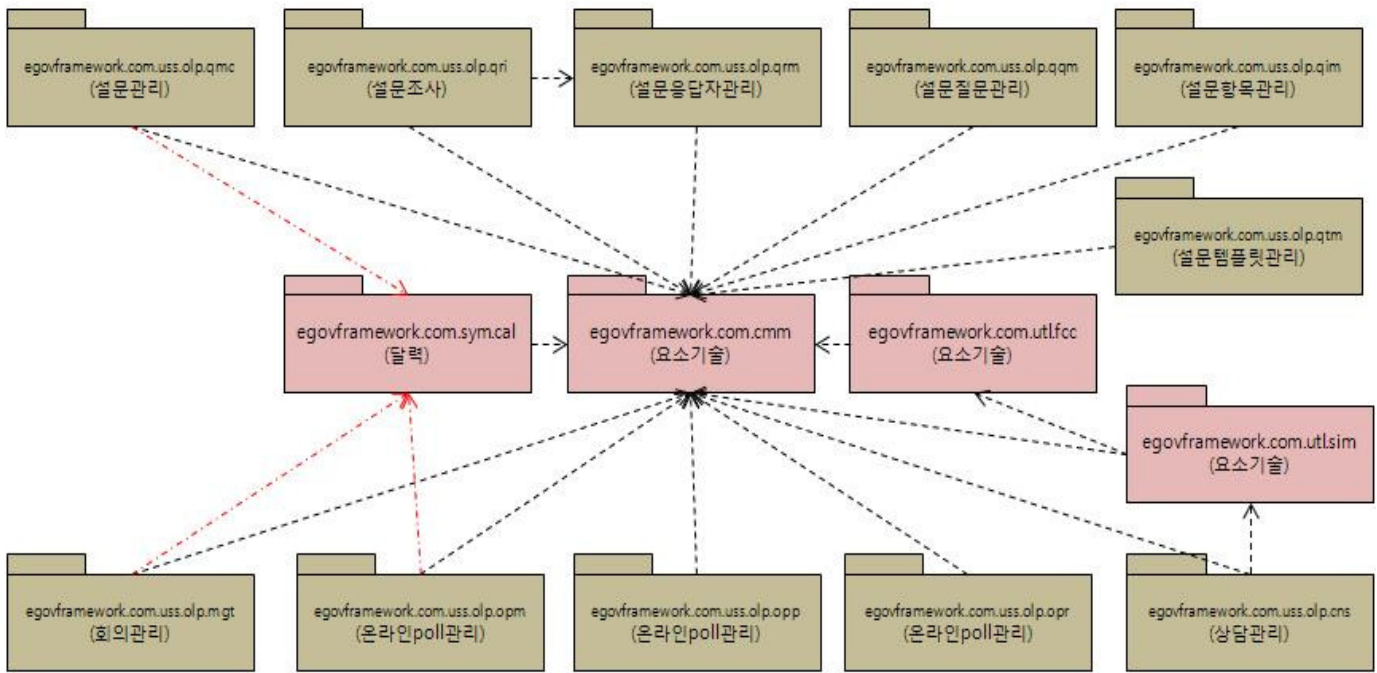 egovframework.com.uss.olp.qmc
(설문관리)
egovframework.com.uss.olp.qri
(설문조사)
egovframework.com.uss.olp.qrm
(설문응답자관리)
egovframework.com.uss.olp.qqm
(설문질문관리)
egovframework.com.uss.olp.qim
(설문항목관리)
egovframework.com.uss.olp.qtm
(설문템플릿관리)
egovframework.com.sym.cal
(달력)
egovframework.com.cmm
(요소기술)
egovframework.com.utl.fcc
(요소기술)
egovframework.com.utl.sim
(요소기술)
egovframework.com.uss.olp.mgt
(회의관리)
egovframework.com.uss.olp.opm
(온라인poll관리)
egovframework.com.uss.olp.opp
(온라인poll관리)
egovframework.com.uss.olp.opr
(온라인poll관리)
egovframework.com.uss.olp.cns
(상담관리)